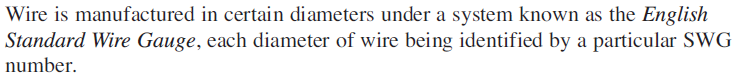 Wire is manufactured in certain diameters under a system known as the English
Standard Wire Gauge, each diameter of wire being identified by a particular SWG
number.